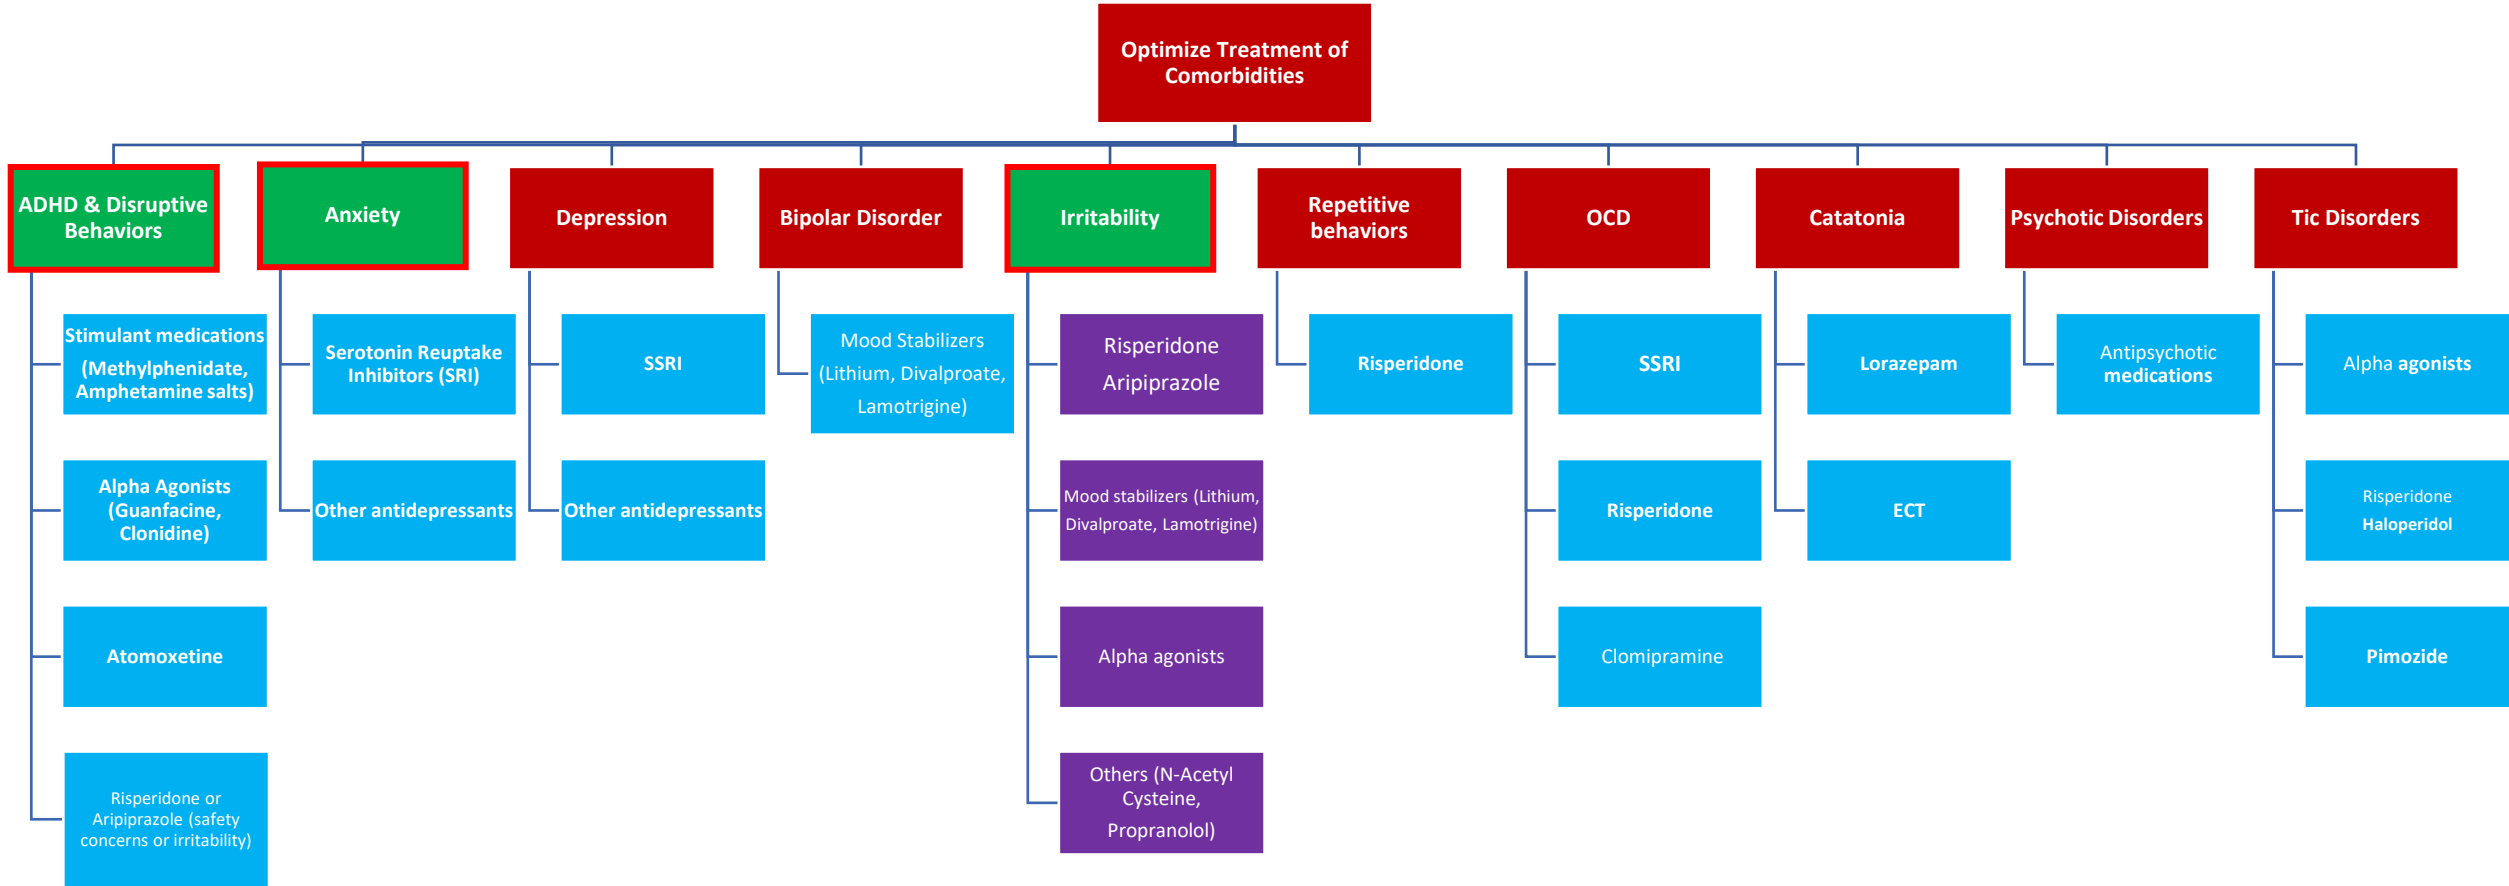 Optimize Treatment of
Comorbidities
ADHD & Disruptive
Behaviors
Anxiety
Depression
Bipolar Disorder
Irritability
Repetitive
behaviors
OCD
Catatonia
Psychotic Disorders
Tic Disorders
Stimulant medications
(Methylphenidate,
Amphetamine salts)
Alpha Agonists
(Guanfacine,
Clonidine)
Atomoxetine
Risperidone or
Aripiprazole (safety
concerns or irritability)
Serotonin Reuptake
Inhibitors (SRI)
Other antidepressants
SSRI
Other antidepressants
Mood Stabilizers
(Lithium, Divalproate,
Lamotrigine)
Risperidone
Aripiprazole
Mood stabilizers (Lithium,
Divalproate, Lamotrigine)
Alpha agonists
Others (N-Acetyl
Cysteine,
Propranolol)
Risperidone
SSRI
Risperidone
Clomipramine
Lorazepam
ECT
Antipsychotic
medications
Alpha agonists
Risperidone
Haloperidol
Pimozide